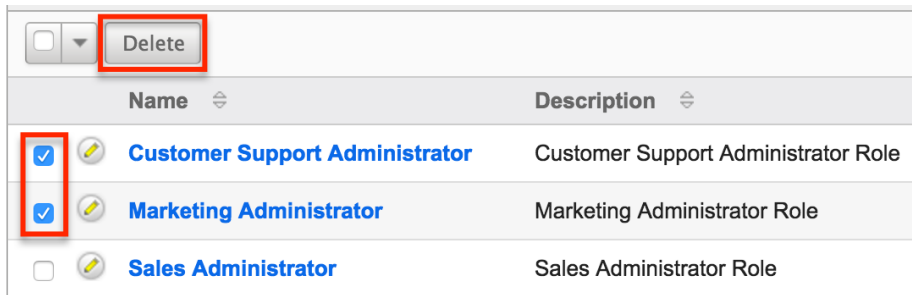 Delete
Name Description
Customer Support Administrator Customer Support Administrator Role
Marketing Administrator Marketing Administrator Role
Sales Administrator Sales Administrator Role